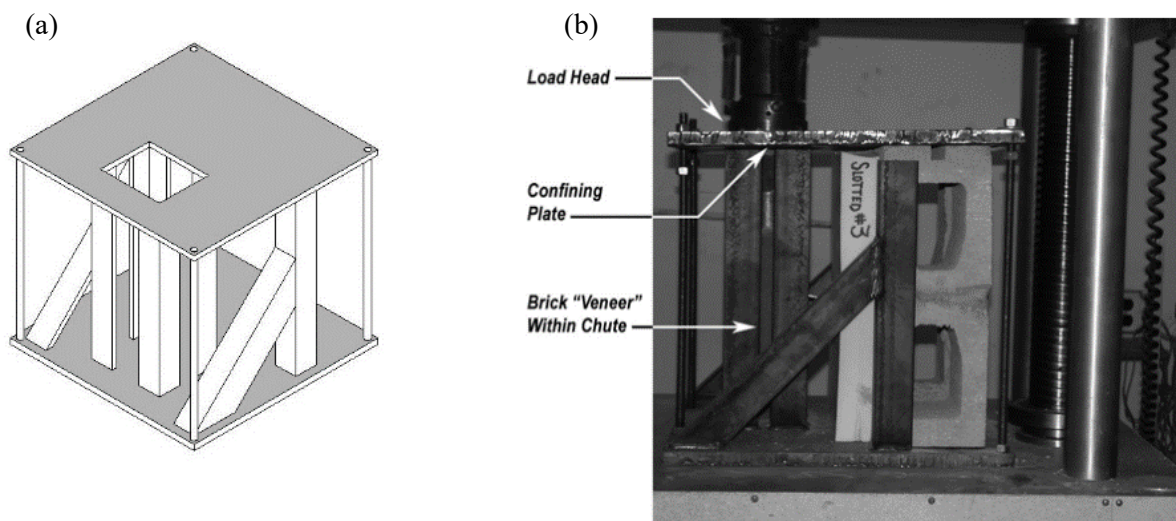 (a)
(b)
Load Head
Confining
Plate
Brick "Veneer"
Within Chute
SLOTTED #3